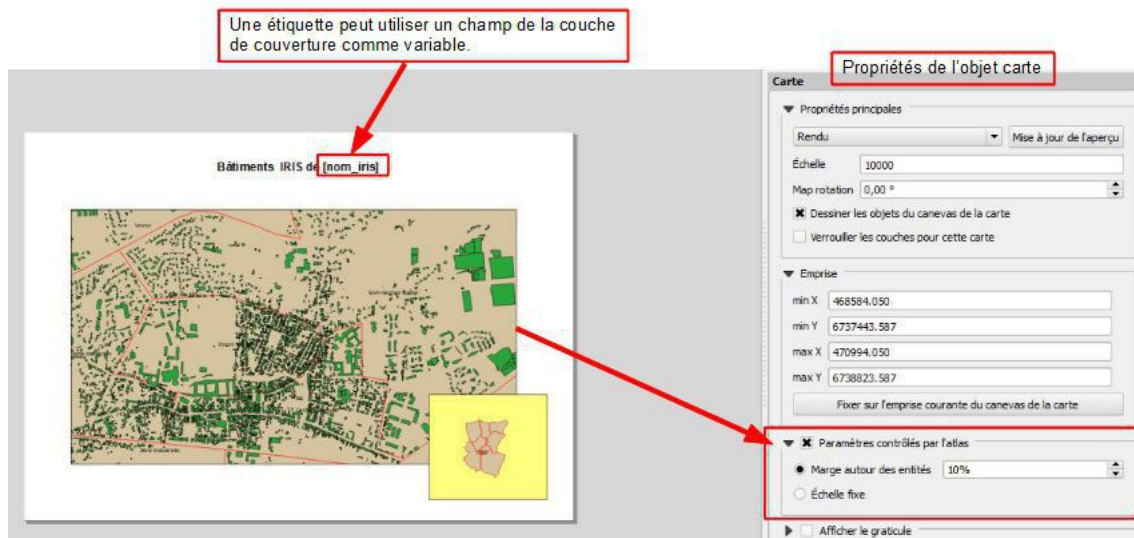 Une étiquette peut utiliser un champ de la couche
de couverture comme variable.
Propriétés de l'objet carte
Carte
Propriétés principales
Rendu
Mise à jour de l'aperçu
Échelle 10000
Map rotation 0,00 °
Dessiner les objets du canevas de la carte
Verrouiller les couches pour cette carte
Emprise
min X 468584.050
min Y 6737443.587
max X 470994.050
max Y 6738823.587
Fixer sur l'emprise courante du canevas de la carte
Paramètres contrôlés par l'atlas
Marge autour des entités 10%
Échelle fixe
Afficher le graticule
Bâtiments IRIS de [nom_iris]